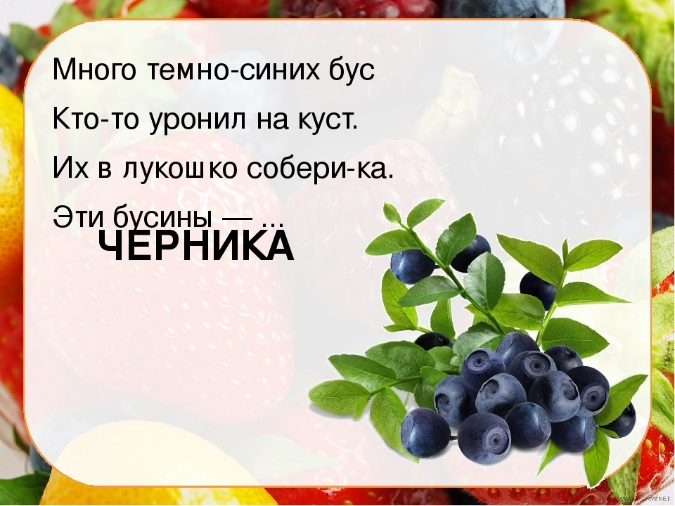 Много темно-синих бус
Кто-то уронил на куст.
Их в лукошко собери-ка.
Эти бусины — ...
ЧЕРНИКА